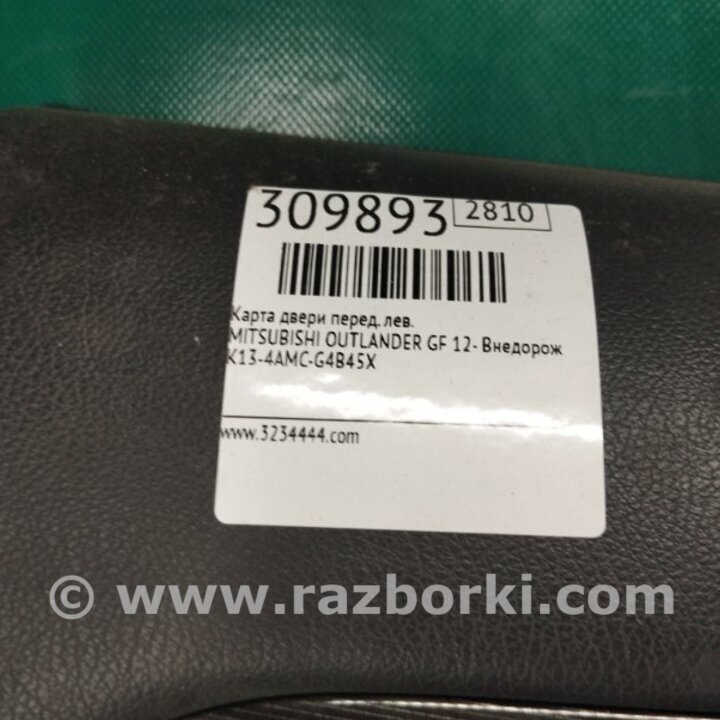 309893 2810
Карта двери перед. лев.
MITSUBISHI OUTLANDER GF 12- Внедорож
K13-4AMC-G4B45X
www.3234444.com
© www.razborki.com